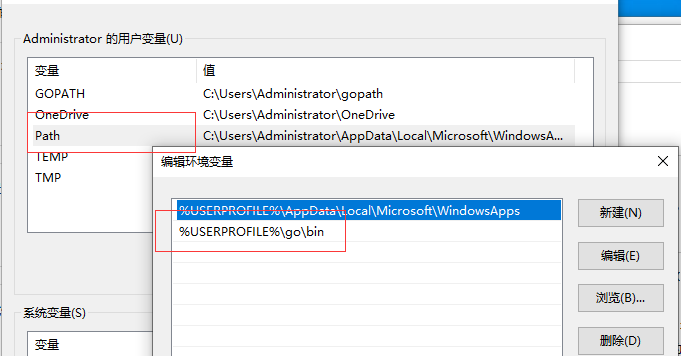 Administrator 的用户变量(U)
变量 值
GOPATH C:\Users\Administrator\gopath
OneDrive C:\Users\Administrator\OneDrive
Path C:\Users\Administrator\AppData\Local\Microsoft\WindowsA...
TEMP
TMP
编辑环境变量
%USERPROFILE%\AppData\Local\Microsoft\WindowsApps
%USERPROFILE%\go\bin
新建(N)
编辑(E)
浏览(B)...
删除(D)
系统变量(S)
变量